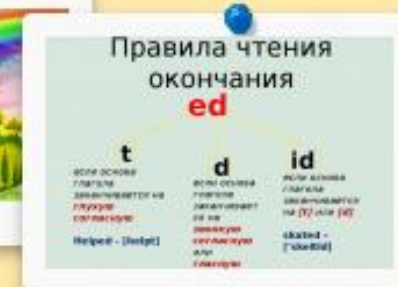 Правила чтения
окончания
ed
t
если основа
глагола
заканчивается на
глухую
согласную
Helped - [helpt]
d
если основа
глагола
заканчивает
ся на
звонкую
согласную
или
гласную
id
если основа
глагола
заканчивается
на [t] или [d]
skated -